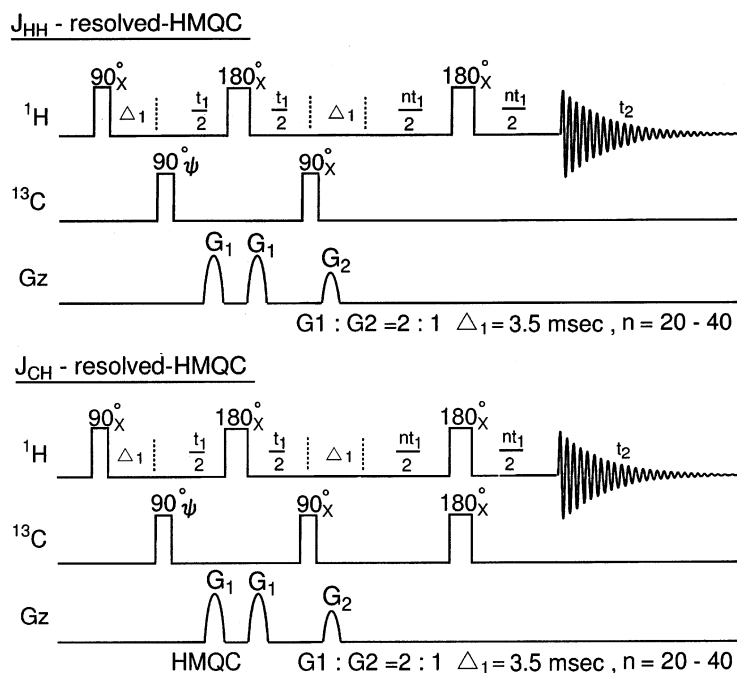 J_HH - resolved-HMQC
90°X 180°X 180°X
¹H △₁ t₁/2 t₁/2 △₁ nt₁/2 nt₁/2 t₂
90°ψ 90°X
¹³C
G₁ G₁ G₂
Gz
G1 : G2 =2 : 1 △₁= 3.5 msec , n = 20 - 40
J_CH - resolved-HMQC
90°X 180°X 180°X
¹H △₁ t₁/2 t₁/2 △₁ nt₁/2 nt₁/2 t₂
90°ψ 90°X 180°X
¹³C
G₁ G₁ G₂
Gz
HMQC G1 : G2 =2 : 1 △₁= 3.5 msec , n = 20 - 40